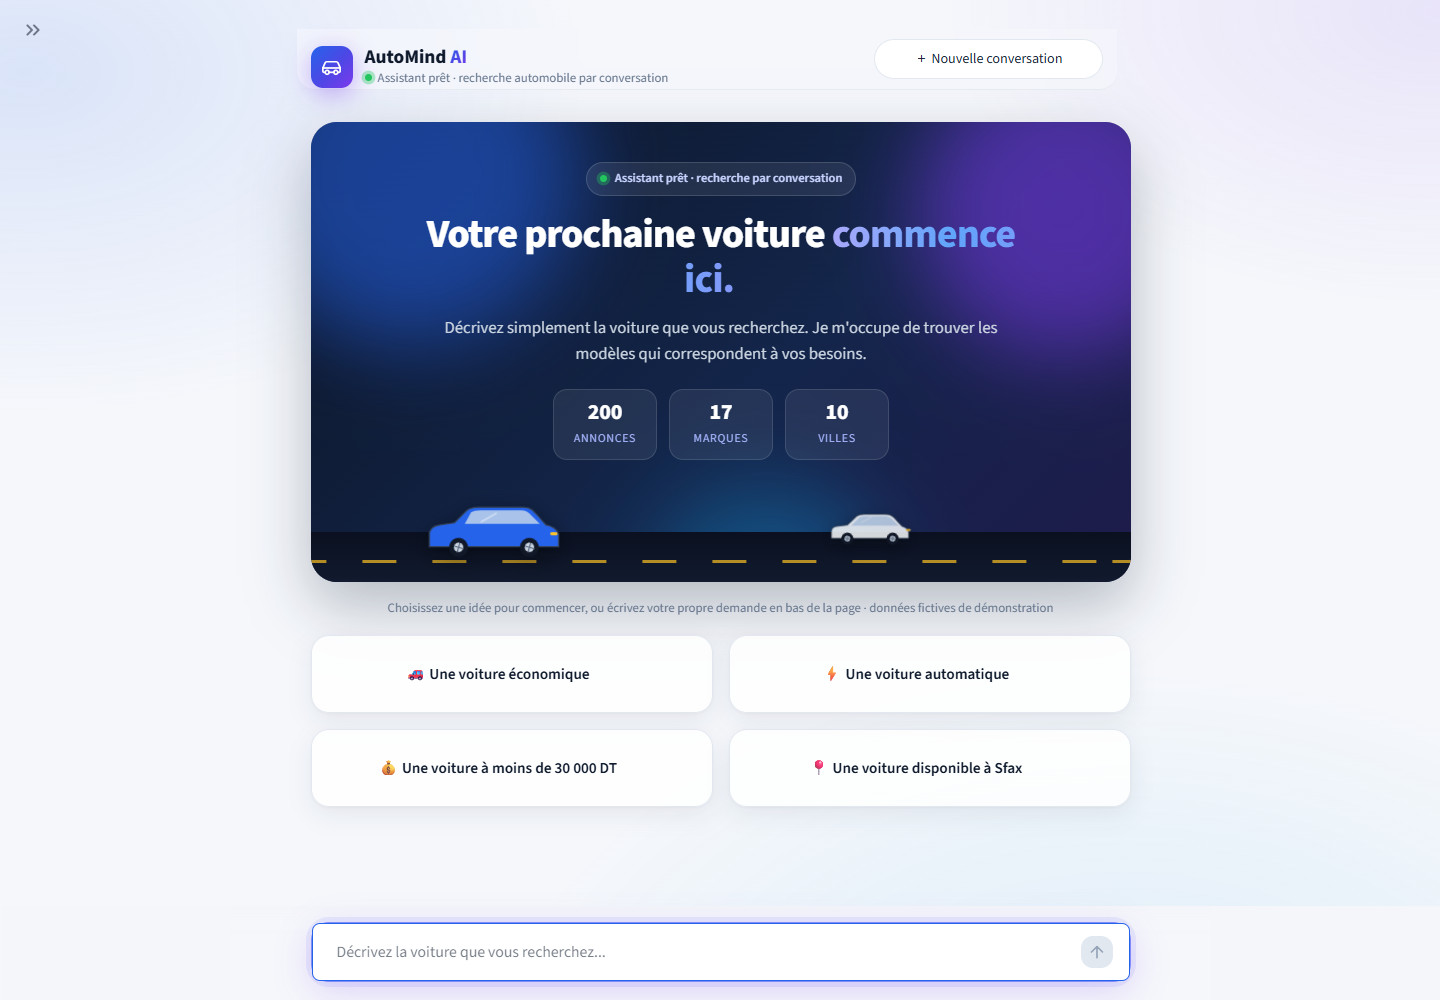 AutoMind AI
Assistant prêt · recherche automobile par conversation
+ Nouvelle conversation
Assistant prêt · recherche par conversation
Votre prochaine voiture commence
ici.
Décrivez simplement la voiture que vous recherchez. Je m'occupe de trouver les
modèles qui correspondent à vos besoins.
200
ANNONCES
17
MARQUES
10
VILLES
Choisissez une idée pour commencer, ou écrivez votre propre demande en bas de la page · données fictives de démonstration
Une voiture économique
Une voiture automatique
Une voiture à moins de 30 000 DT
Une voiture disponible à Sfax
Décrivez la voiture que vous recherchez...